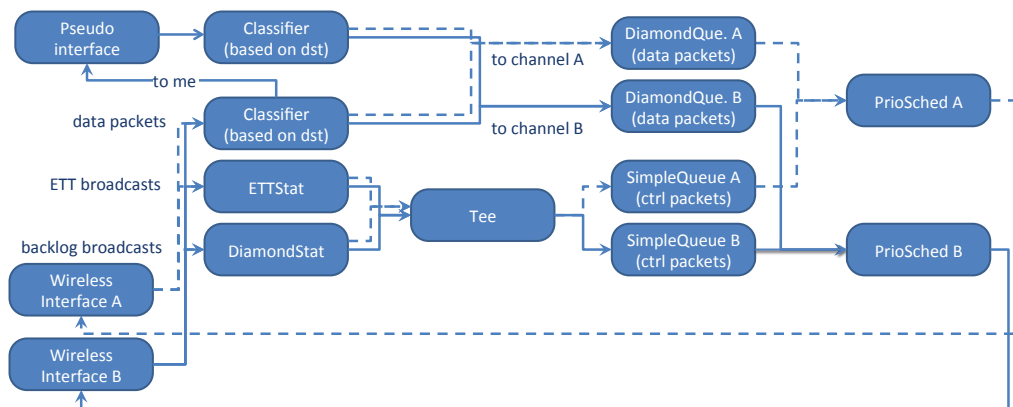 Pseudo
interface
Classifier
(based on dst)
DiamondQue. A
(data packets)
to channel A
to me
PrioSched A
data packets
Classifier
(based on dst)
DiamondQue. B
(data packets)
to channel B
ETT broadcasts
ETTStat
SimpleQueue A
(ctrl packets)
Tee
backlog broadcasts
DiamondStat
SimpleQueue B
(ctrl packets)
PrioSched B
Wireless
Interface A
Wireless
Interface B